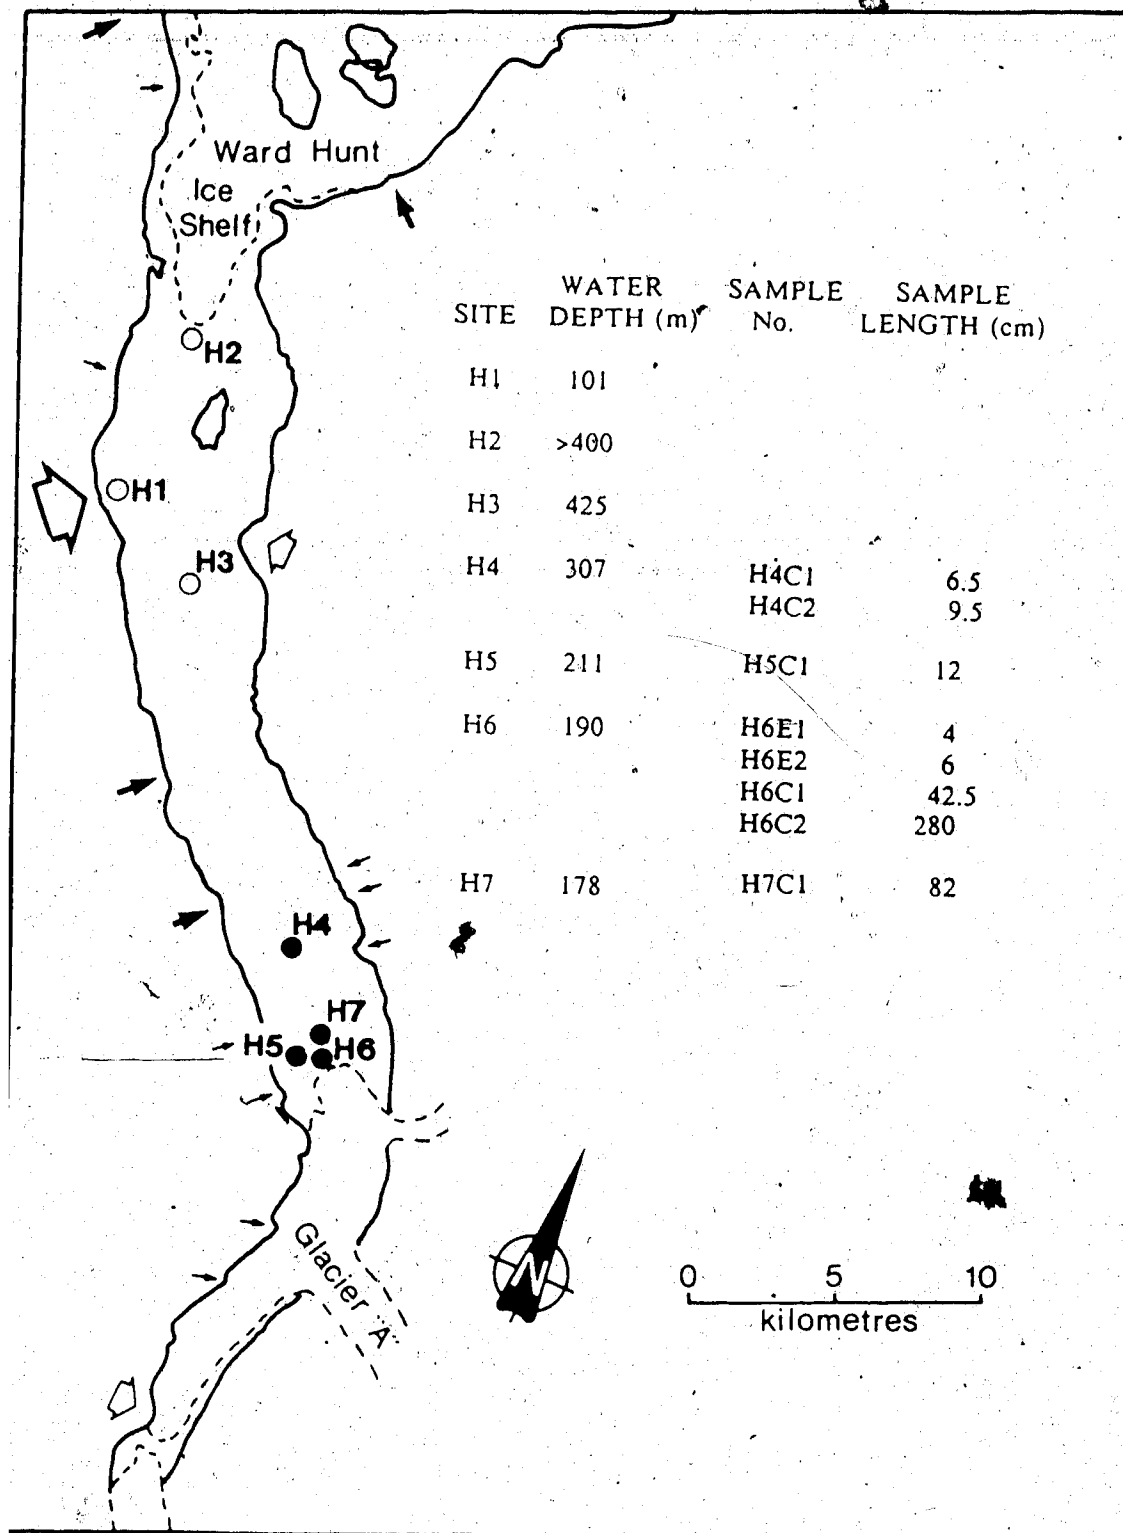 Ward Hunt
Ice
Shelf
SITE WATER DEPTH (m) SAMPLE No. SAMPLE LENGTH (cm)
H2
H1 101
H2 >400
H1
H3 425
H3
H4 307 H4C1 6.5
H4C2 9.5
H5 211 H5C1 12
H6 190 H6E1 4
H6E2 6
H6C1 42.5
H6C2 280
H7 178 H7C1 82
H4
H7
H5 H6
N
Glacier "A"
0 5 10
kilometres